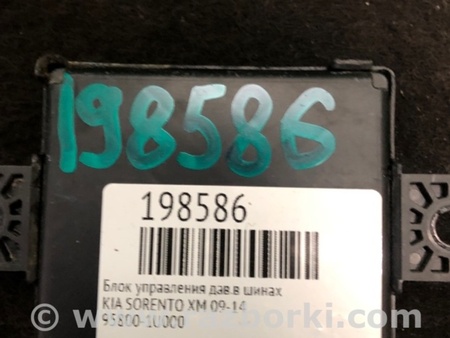 198586
198586
Блок управления дав.в шинах
KIA SORENTO XM 09-14
95800-1U000